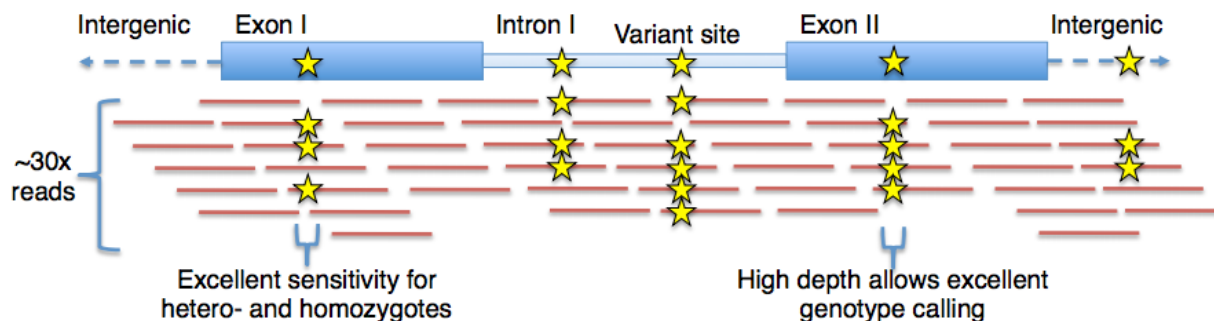 Intergenic
Exon I
Intron I
Variant site
Exon II
Intergenic
~30x
reads
Excellent sensitivity for
hetero- and homozygotes
High depth allows excellent
genotype calling